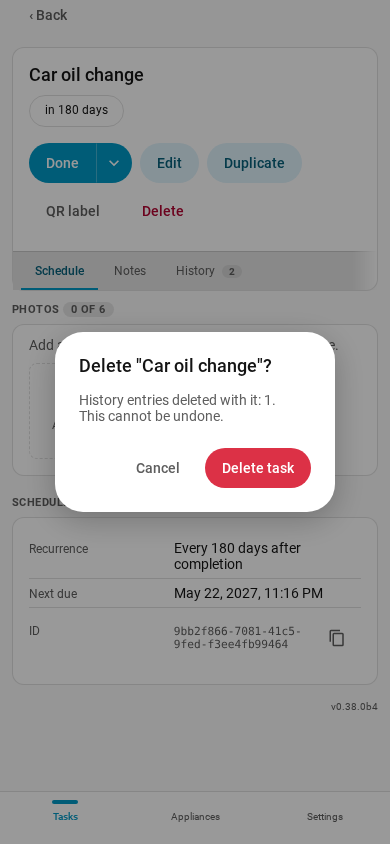 ‹ Back
Car oil change
in 180 days
Done
Edit
Duplicate
QR label
Delete
Schedule
Notes
History 2
PHOTOS 0 OF 6
Add
Delete "Car oil change"?
History entries deleted with it: 1.
This cannot be undone.
Cancel
Delete task
Recurrence
Every 180 days after
completion
Next due
May 22, 2027, 11:16 PM
ID
9bb2f866-7081-41c5-
9fed-f3ee4fb99464
v0.38.0b4
Tasks
Appliances
Settings